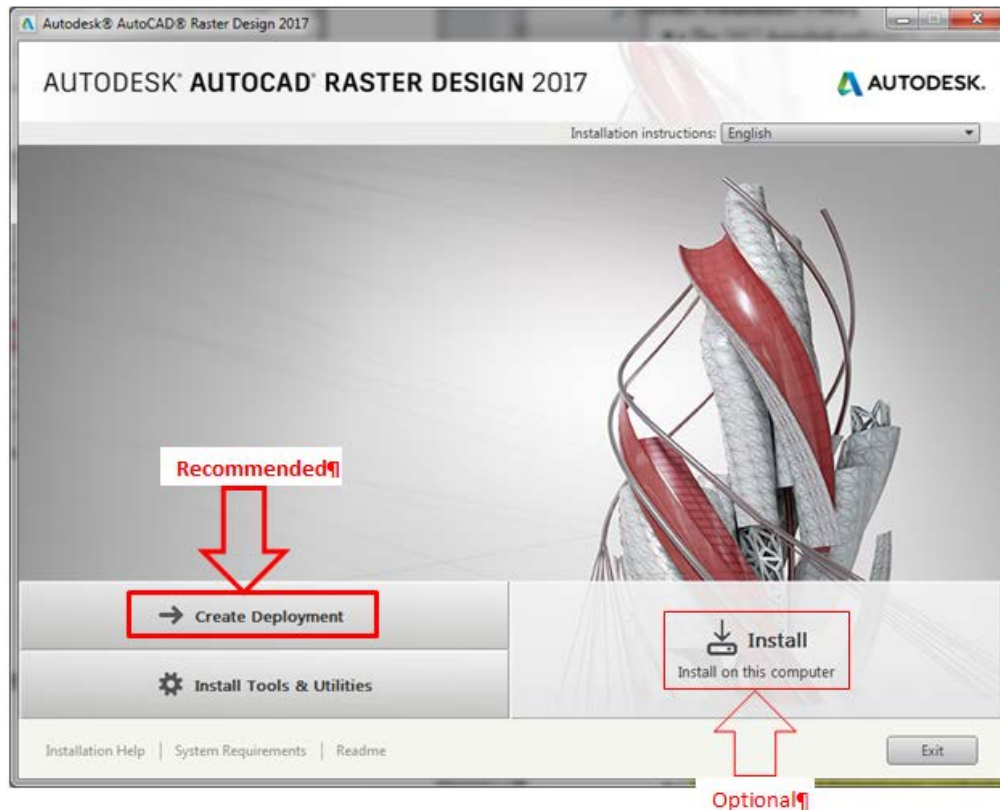 Autodesk® AutoCAD® Raster Design 2017
AUTODESK® AUTOCAD® RASTER DESIGN 2017
AUTODESK.
Installation instructions: English
Recommended¶
Create Deployment
Install Tools & Utilities
Install
Install on this computer
Installation Help | System Requirements | Readme
Exit
Optional¶